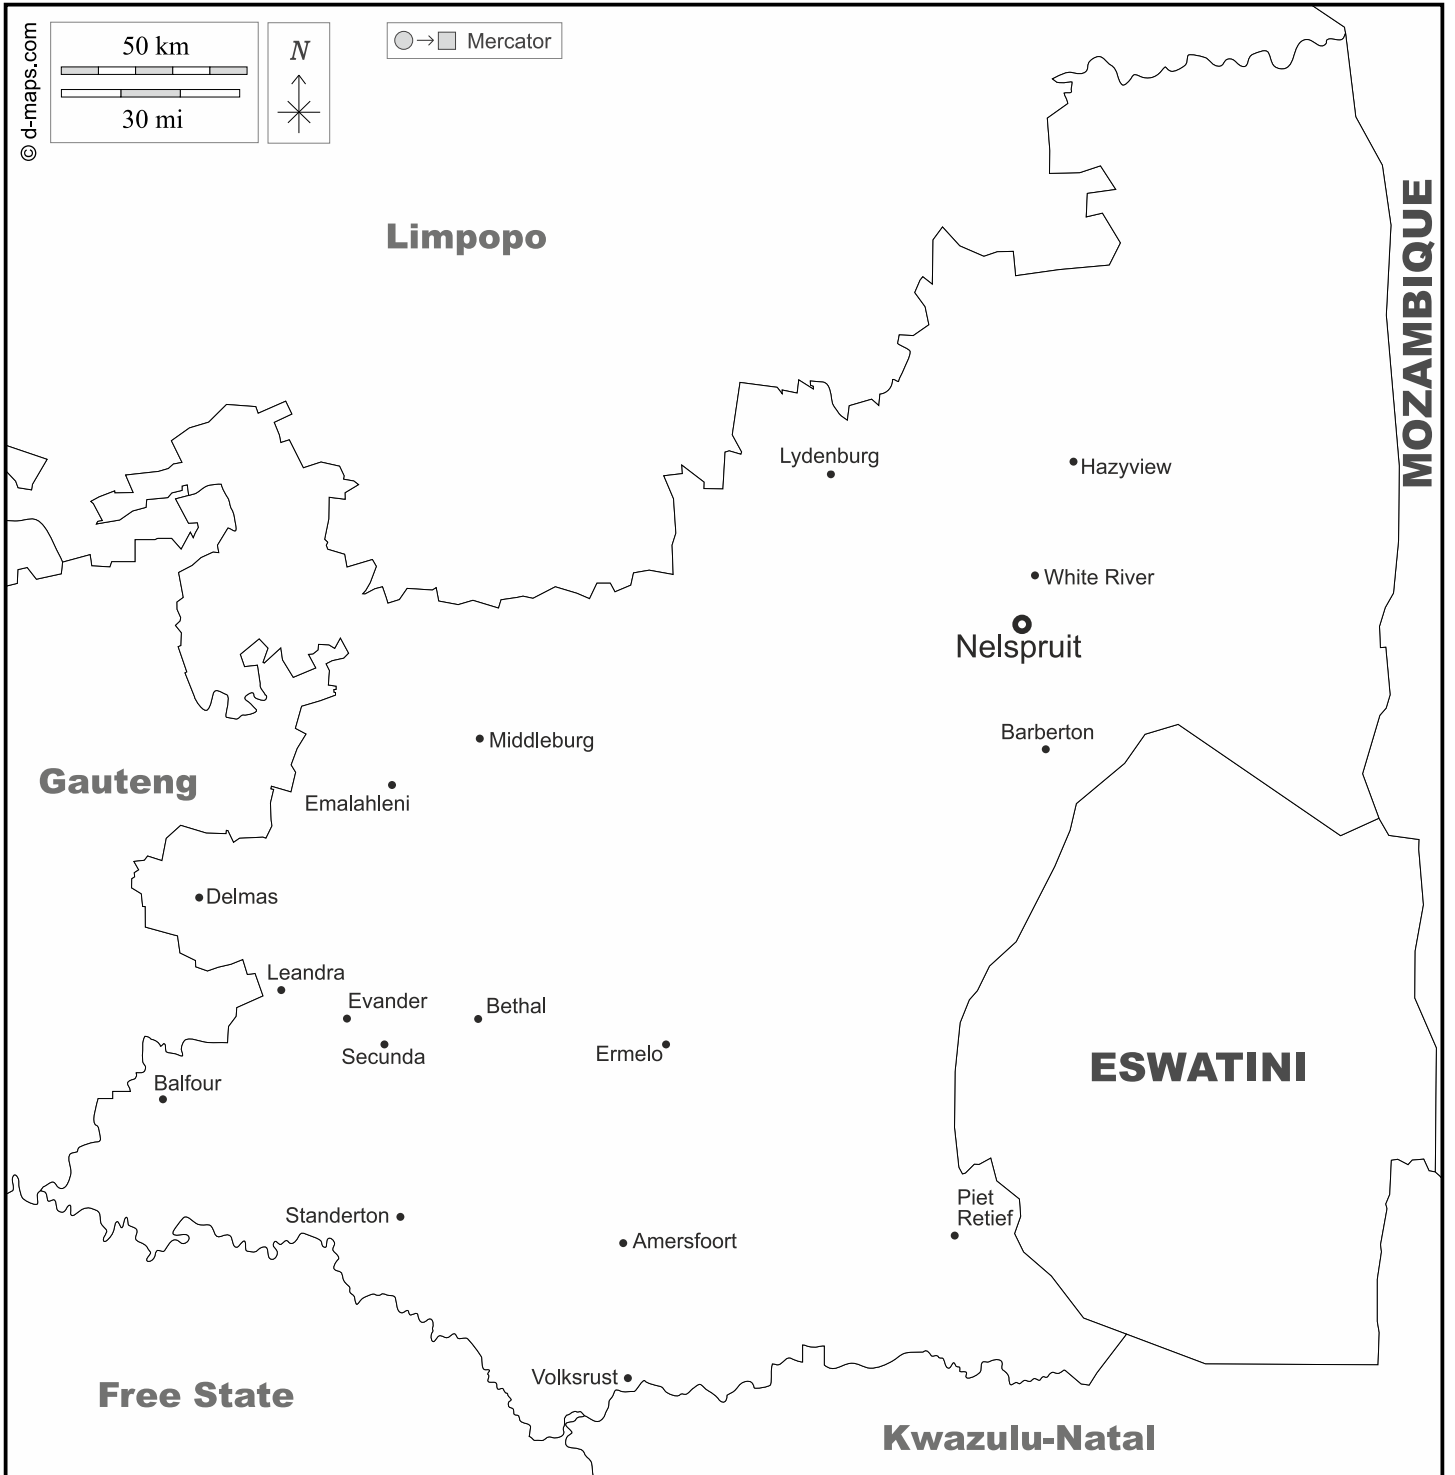 © d-maps.com
50 km
30 mi
N
Mercator
Limpopo
MOZAMBIQUE
Lydenburg
Hazyview
White River
Nelspruit
Barberton
Middleburg
Gauteng
Emalahleni
Delmas
Leandra
Evander
Bethal
Secunda
Ermelo
ESWATINI
Balfour
Piet
Retief
Standerton
Amersfoort
Volksrust
Free State
Kwazulu-Natal